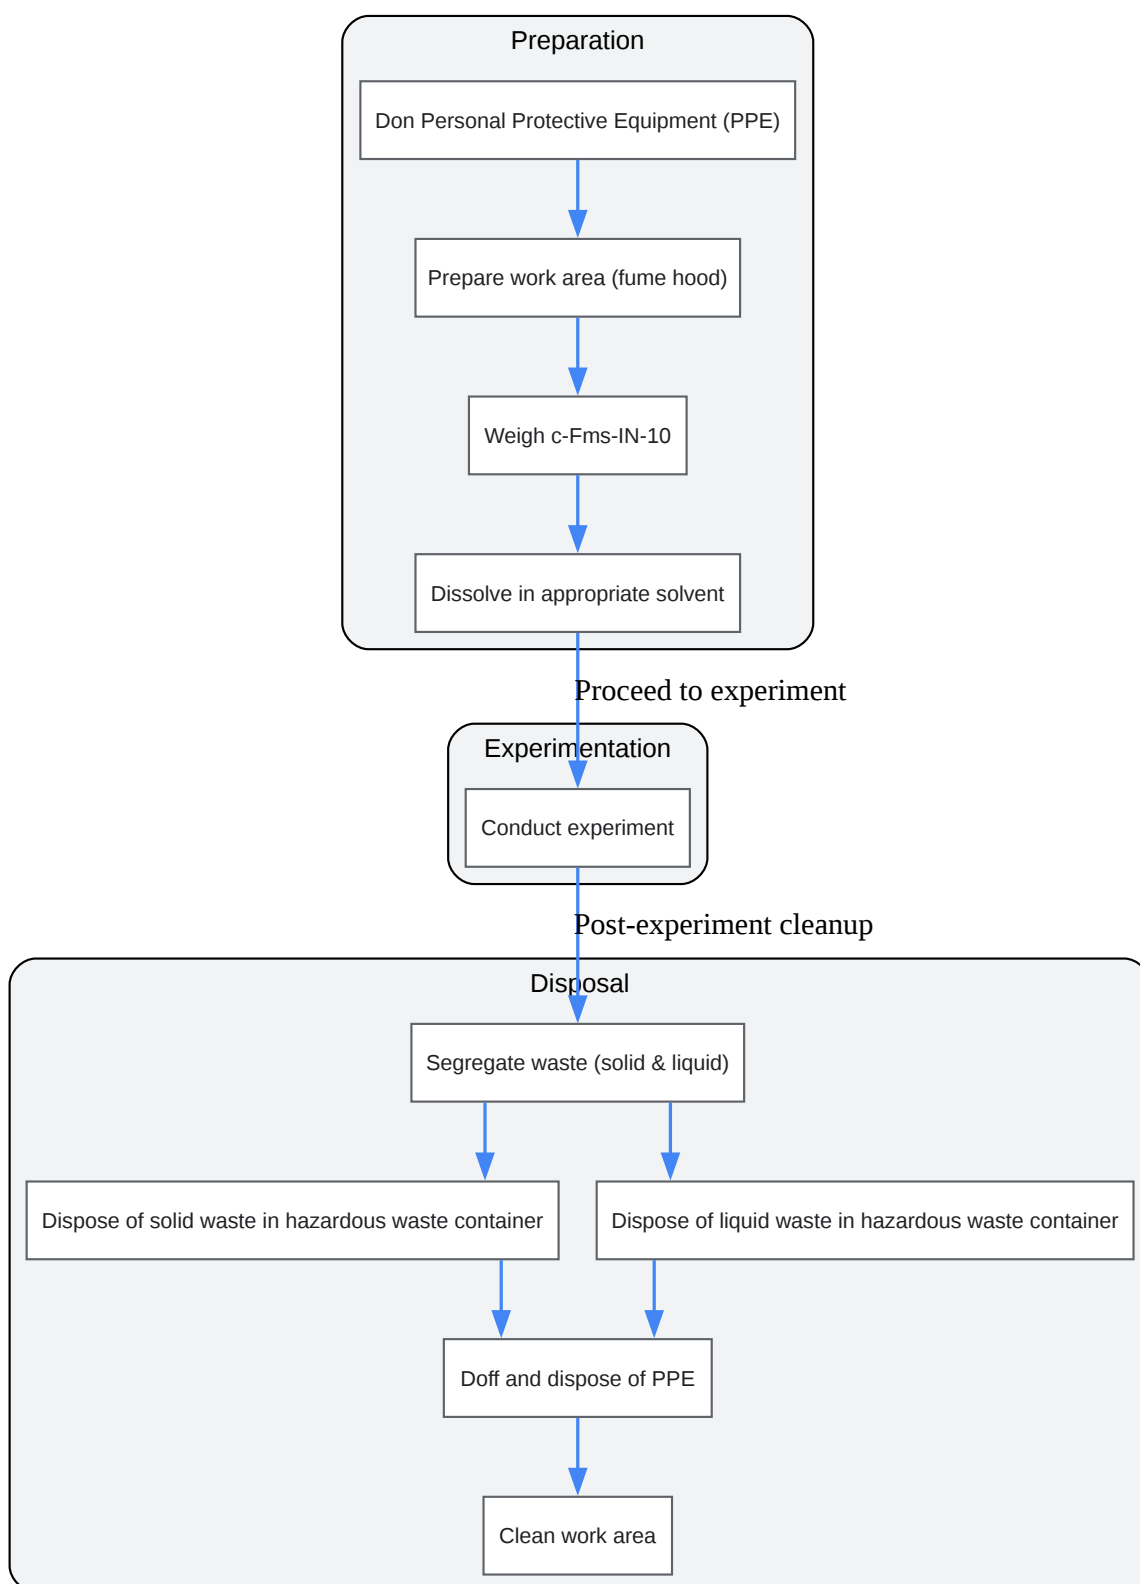 Preparation
Don Personal Protective Equipment (PPE)
Prepare work area (fume hood)
Weigh c-Fms-IN-10
Dissolve in appropriate solvent
Proceed to experiment
Experimentation
Conduct experiment
Post-experiment cleanup
Disposal
Segregate waste (solid & liquid)
Dispose of solid waste in hazardous waste container
Dispose of liquid waste in hazardous waste container
Doff and dispose of PPE
Clean work area